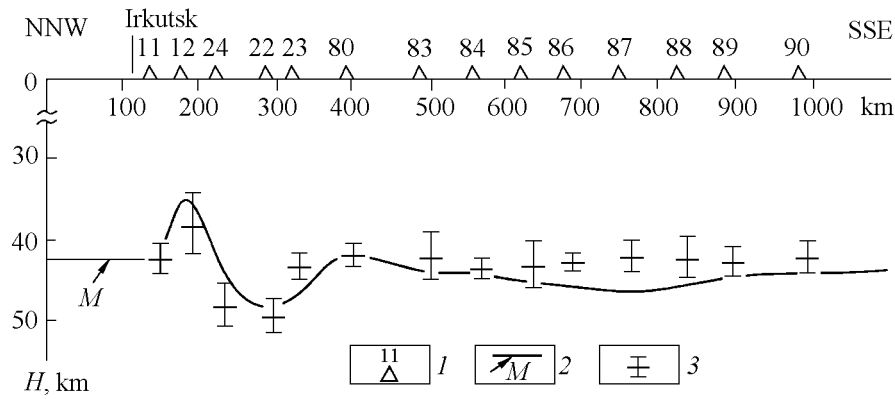 Irkutsk
NNW 11 12 24 22 23 80 83 84 85 86 87 88 89 90 SSE
0
100 200 300 400 500 600 700 800 900 1000 km
30
40
M
50
H, km
11 1 M 2 3